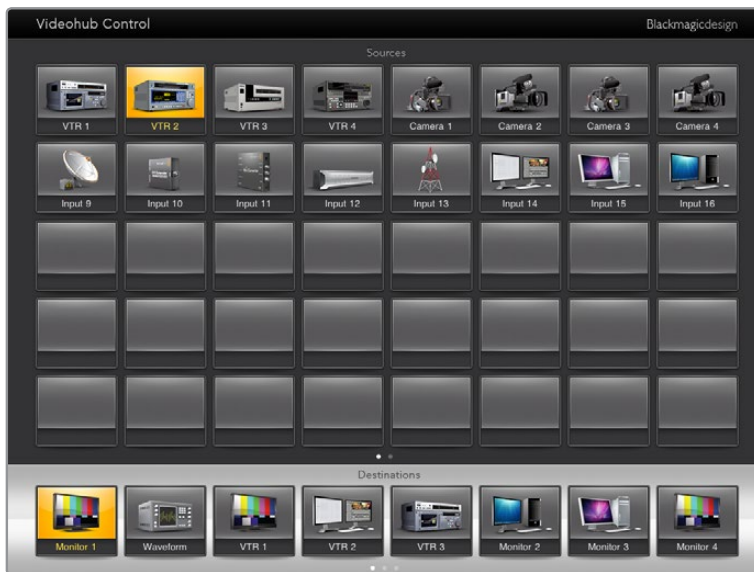 Videohub Control Blackmagicdesign
Sources
VTR 1 VTR 2 VTR 3 VTR 4 Camera 1 Camera 2 Camera 3 Camera 4
Input 9 Input 10 Input 11 Input 12 Input 13 Input 14 Input 15 Input 16
Destinations
Monitor 1 Waveform VTR 1 VTR 2 VTR 3 Monitor 2 Monitor 3 Monitor 4